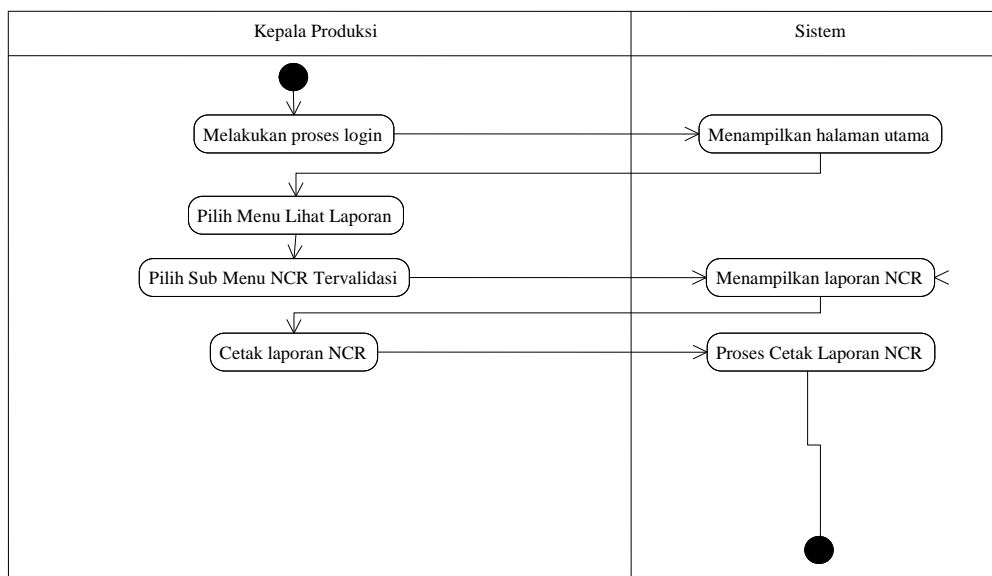 Kepala Produksi
Sistem
Melakukan proses login
Menampilkan halaman utama
Pilih Menu Lihat Laporan
Pilih Sub Menu NCR Tervalidasi
Menampilkan laporan NCR
Cetak laporan NCR
Proses Cetak Laporan NCR